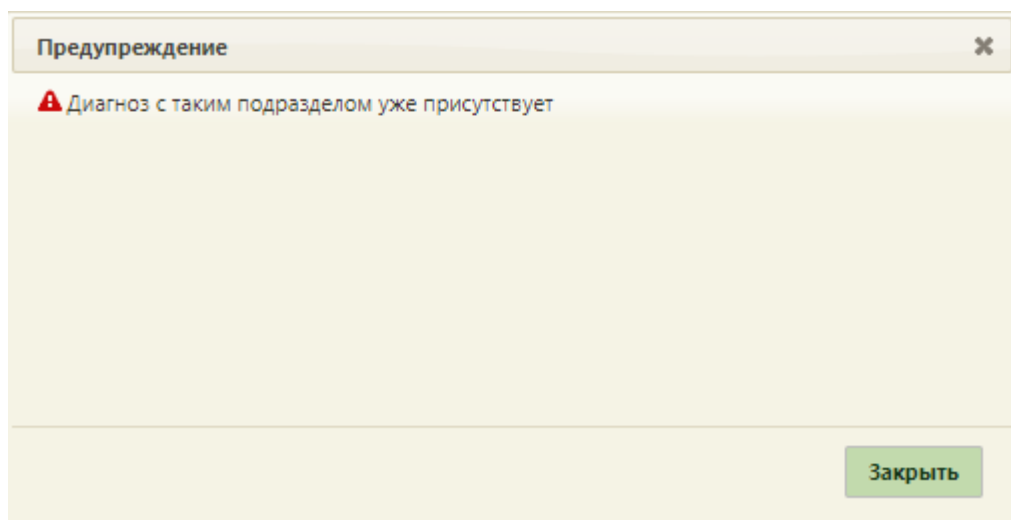 Предупреждение
Диагноз с таким подразделом уже присутствует
Закрыть